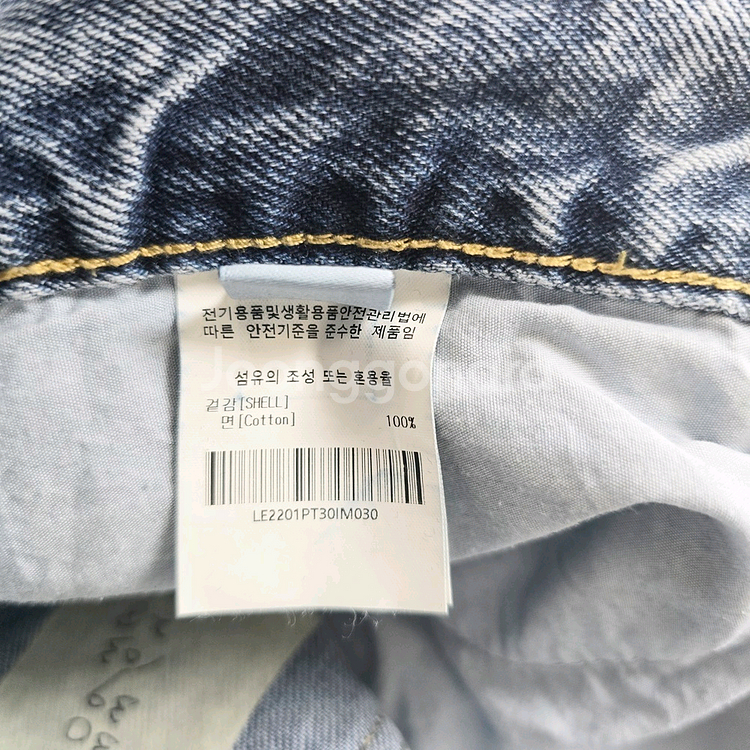 전기용품및생활용품안전관리법에
따른 안전기준을 준수한 제품임
섬유의 조성 또는 혼용율
겉감[SHELL]
면[Cotton] 100%
LE2201PT30IM030